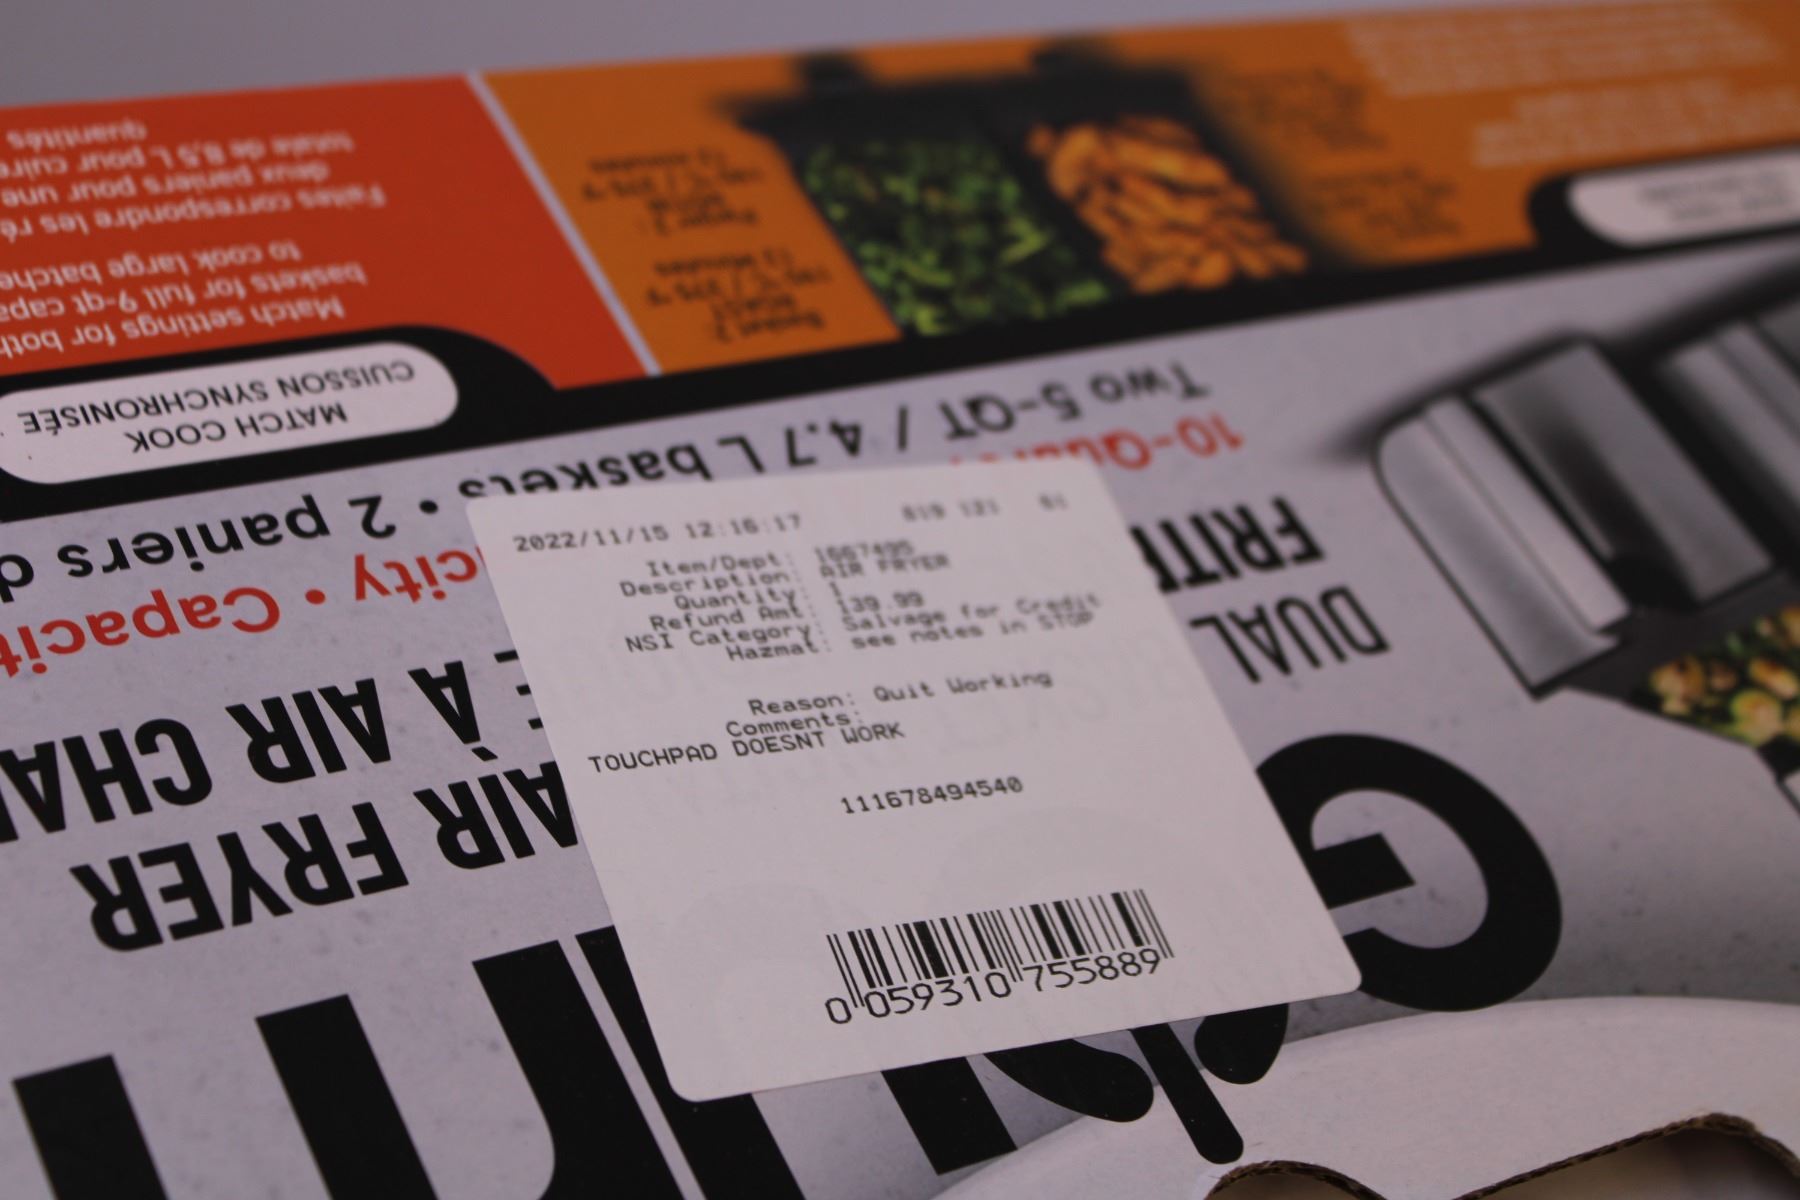 2022/11/15 12:16:17 819 121 61
Item/Dept: 1667495
Description: AIR FRYER
Quantity: 1
Refund Amt: 139.99
NSI Category: Salvage for Credit
Hazmat: see notes in STOP
Reason: Quit Working
Comments:
TOUCHPAD DOESNT WORK
111678494540
0 059310 755889
G
DUAL
AIR FRYER
E À AIR CHA
10-Quart
city • Capacit
Two 5-QT / 4.7 L baskets • 2 paniers d
MATCH COOK
CUISSON SYNCHRONISÉE
Match settings for both
baskets for full 9-qt capa
to cook large batche
Faites correspondre les ré
deux paniers pour une
totale de 8,5 L pour cuire
quantités